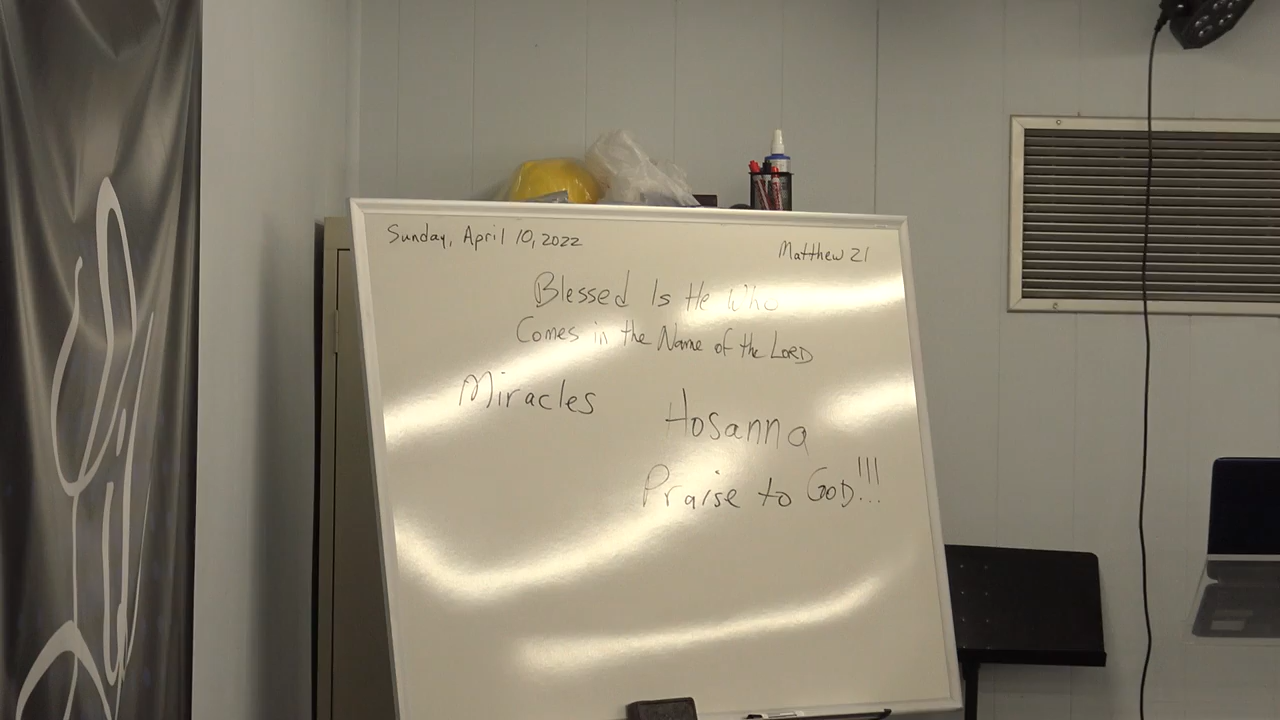 Sunday, April 10, 2022
Matthew 21
Blessed Is He Who
Comes in the Name of the LORD
Miracles
Hosanna
Praise to GOD!!!